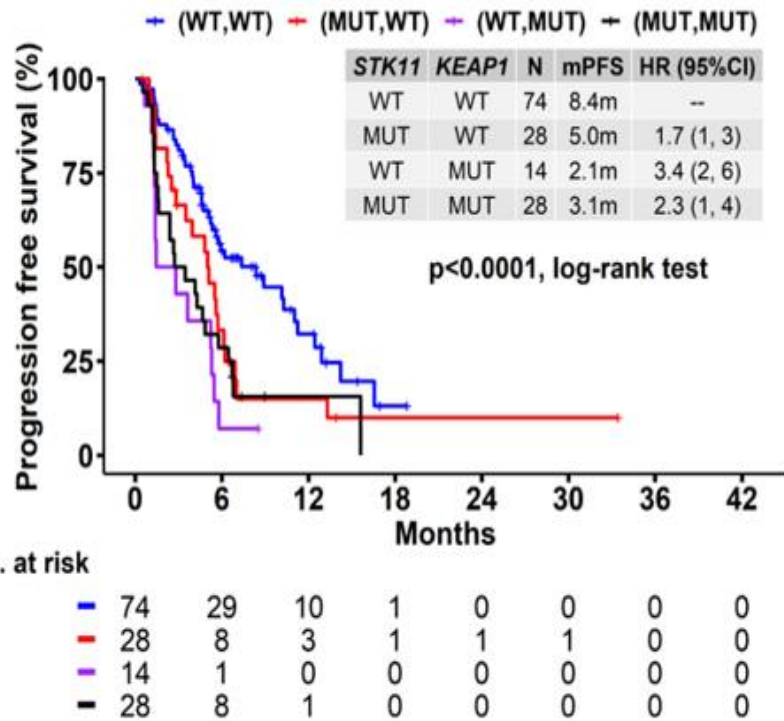 (WT,WT) (MUT,WT) (WT,MUT) (MUT,MUT)
STK11 KEAP1 N mPFS HR (95%CI)
WT WT 74 8.4m --
MUT WT 28 5.0m 1.7 (1, 3)
WT MUT 14 2.1m 3.4 (2, 6)
MUT MUT 28 3.1m 2.3 (1, 4)
p<0.0001, log-rank test
Progression free survival (%)
100
75
50
25
0
0 6 12 18 24 30 36 42
Months
. at risk
74 29 10 1 0 0 0 0
28 8 3 1 1 1 0 0
14 1 0 0 0 0 0 0
28 8 1 0 0 0 0 0